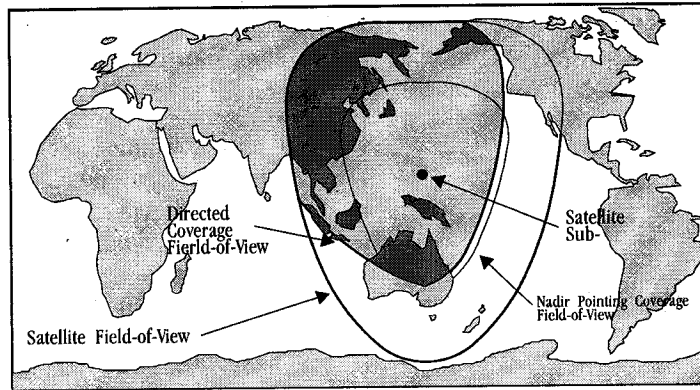 Directed
Coverage
Fierld-of-View
Satellite
Sub-
Nadir Pointing Coverage
Field-of-View
Satellite Field-of-View